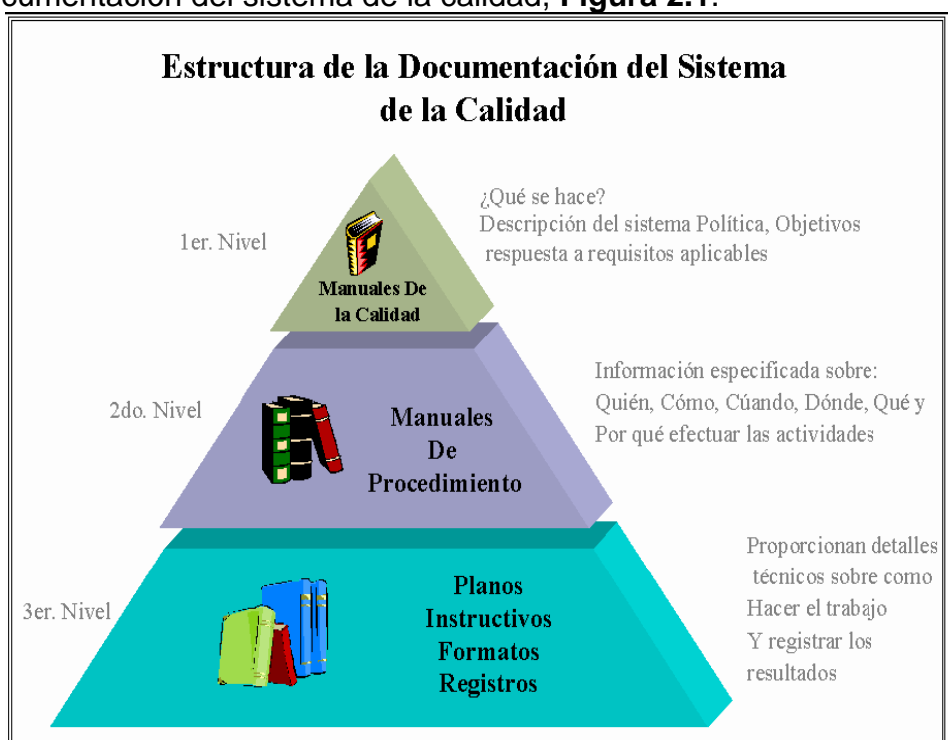 cumentación del sistema de la calidad, Figura 2.1.
Estructura de la Documentación del Sistema
de la Calidad
1er. Nivel
Manuales De
la Calidad
¿Qué se hace?
Descripción del sistema Política, Objetivos
respuesta a requisitos aplicables
2do. Nivel
Manuales
De
Procedimiento
Información especificada sobre:
Quién, Cómo, Cúando, Dónde, Qué y
Por qué efectuar las actividades
3er. Nivel
Planos
Instructivos
Formatos
Registros
Proporcionan detalles
técnicos sobre como
Hacer el trabajo
Y registrar los
resultados